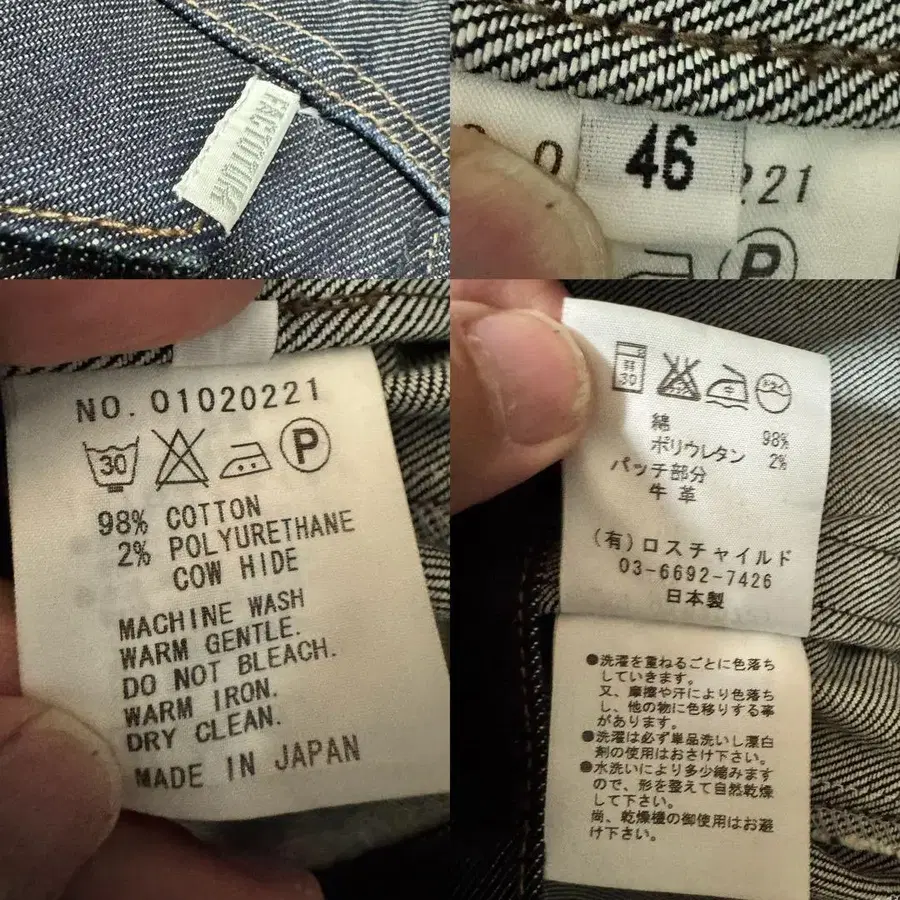 FACTOTUM
46
221
P
NO. 01020221
30
P
98% COTTON
2% POLYURETHANE
COW HIDE
MACHINE WASH
WARM GENTLE.
DO NOT BLEACH.
WARM IRON.
DRY CLEAN.
MADE IN JAPAN
30
中
ドライ
綿 98%
ポリウレタン 2%
パッチ部分
牛革
(有)ロスチャイルド
03-6692-7426
日本製
●洗濯を重ねるごとに色落ち
していきます。
又、摩擦や汗により色落ち
し、他の物に色移りする事
があります。
●洗濯は必ず単品洗いし漂白
剤の使用はおさけ下さい。
●水洗いにより多少縮みます
ので、形を整えて自然乾燥
して下さい。
尚、乾燥機の御使用はお避
け下さい。